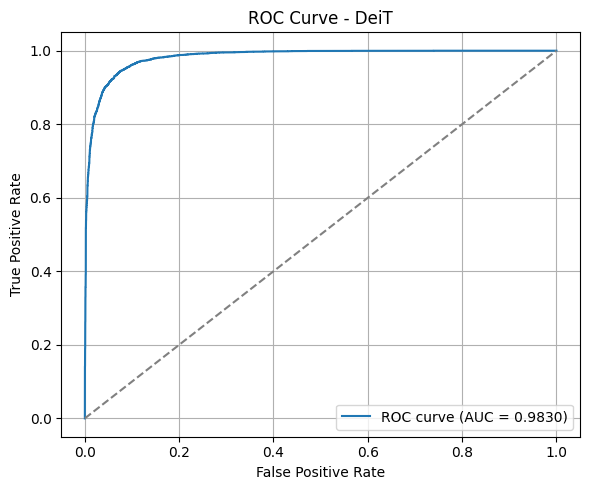 ROC Curve - DeiT
True Positive Rate
1.0
0.8
0.6
0.4
0.2
0.0
0.0 0.2 0.4 0.6 0.8 1.0
False Positive Rate
ROC curve (AUC = 0.9830)